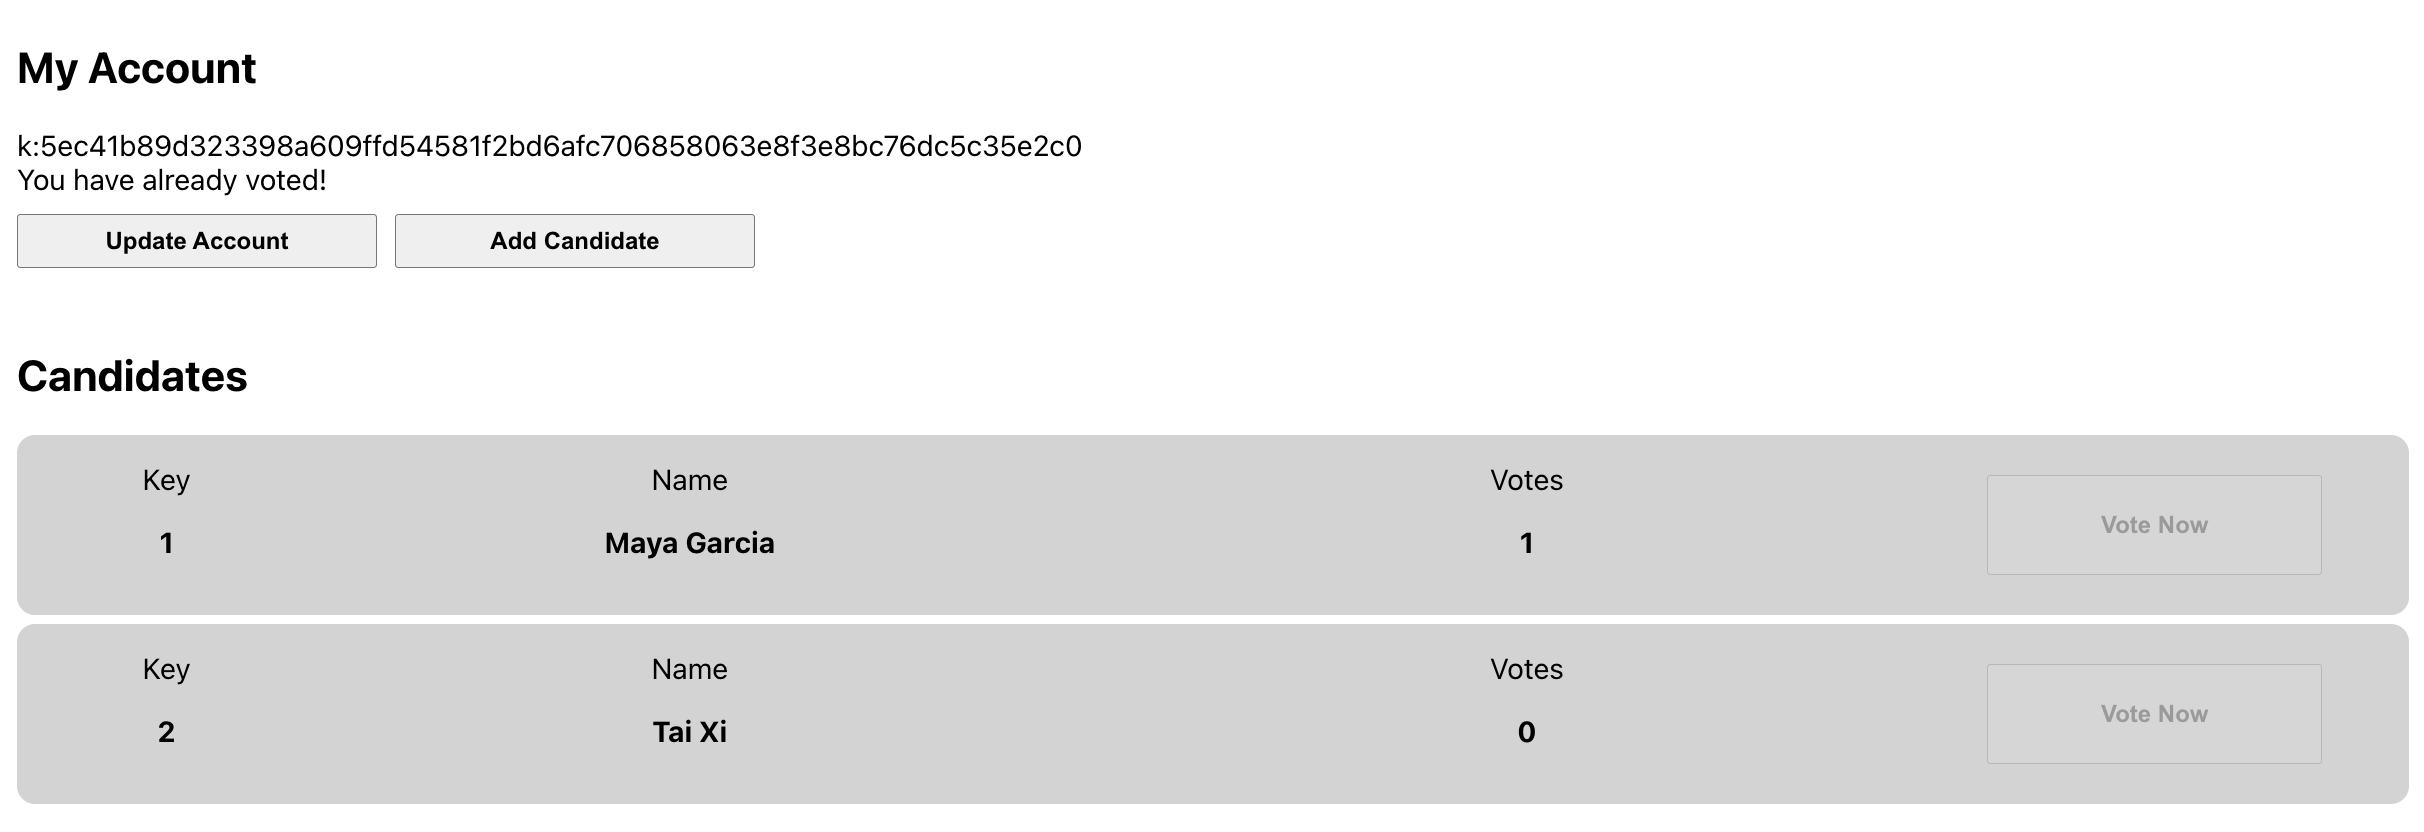 My Account
k:5ec41b89d323398a609ffd54581f2bd6afc706858063e8f3e8bc76dc5c35e2c0
You have already voted!
Update Account Add Candidate
Candidates
Key Name Votes
Vote Now
1 Maya Garcia 1
Key Name Votes
Vote Now
2 Tai Xi 0